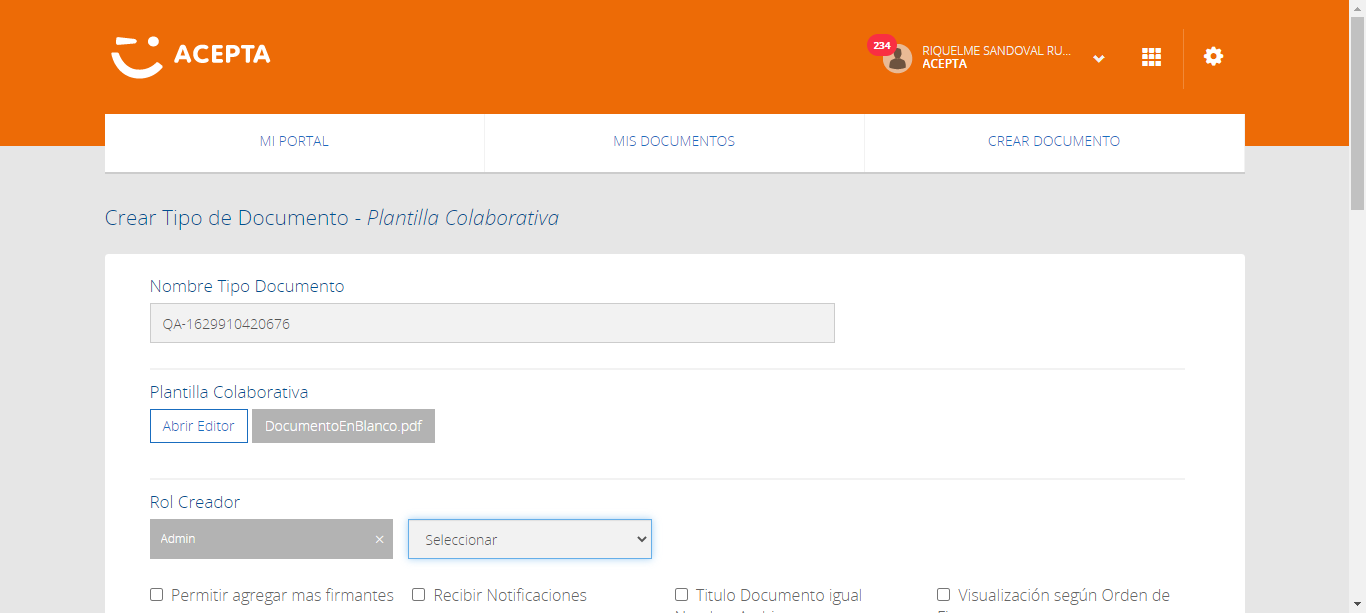 ACEPTA
234
RIQUELME SANDOVAL RU...
ACEPTA
MI PORTAL
MIS DOCUMENTOS
CREAR DOCUMENTO
Crear Tipo de Documento - Plantilla Colaborativa
Nombre Tipo Documento
QA-1629910420676
Plantilla Colaborativa
Abrir Editor
DocumentoEnBlanco.pdf
Rol Creador
Admin ×
Seleccionar
Permitir agregar mas firmantes
Recibir Notificaciones
Titulo Documento igual
Visualización según Orden de